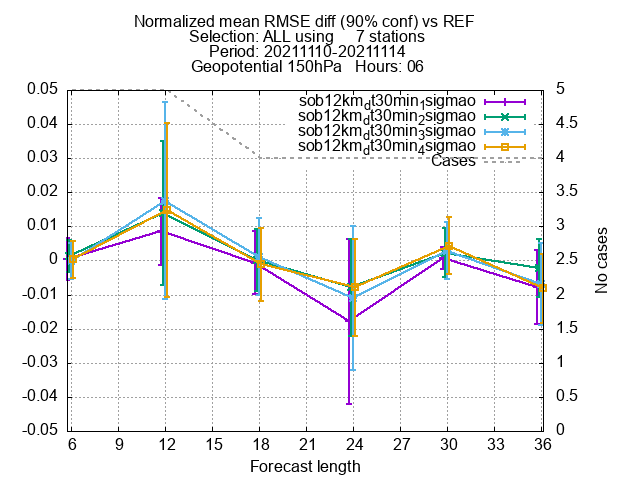 Normalized mean RMSE diff (90% conf) vs REF
Selection: ALL using 7 stations
Period: 20211110-20211114
Geopotential 150hPa Hours: 06
sob12km_dt30min_1sigmao
sob12km_dt30min_2sigmao
sob12km_dt30min_3sigmao
sob12km_dt30min_4sigmao
Cases
0.05
0.04
0.03
0.02
0.01
0
-0.01
-0.02
-0.03
-0.04
-0.05
5
4.5
4
3.5
3
2.5
2
1.5
1
0.5
0
No cases
6 9 12 15 18 21 24 27 30 33 36
Forecast length